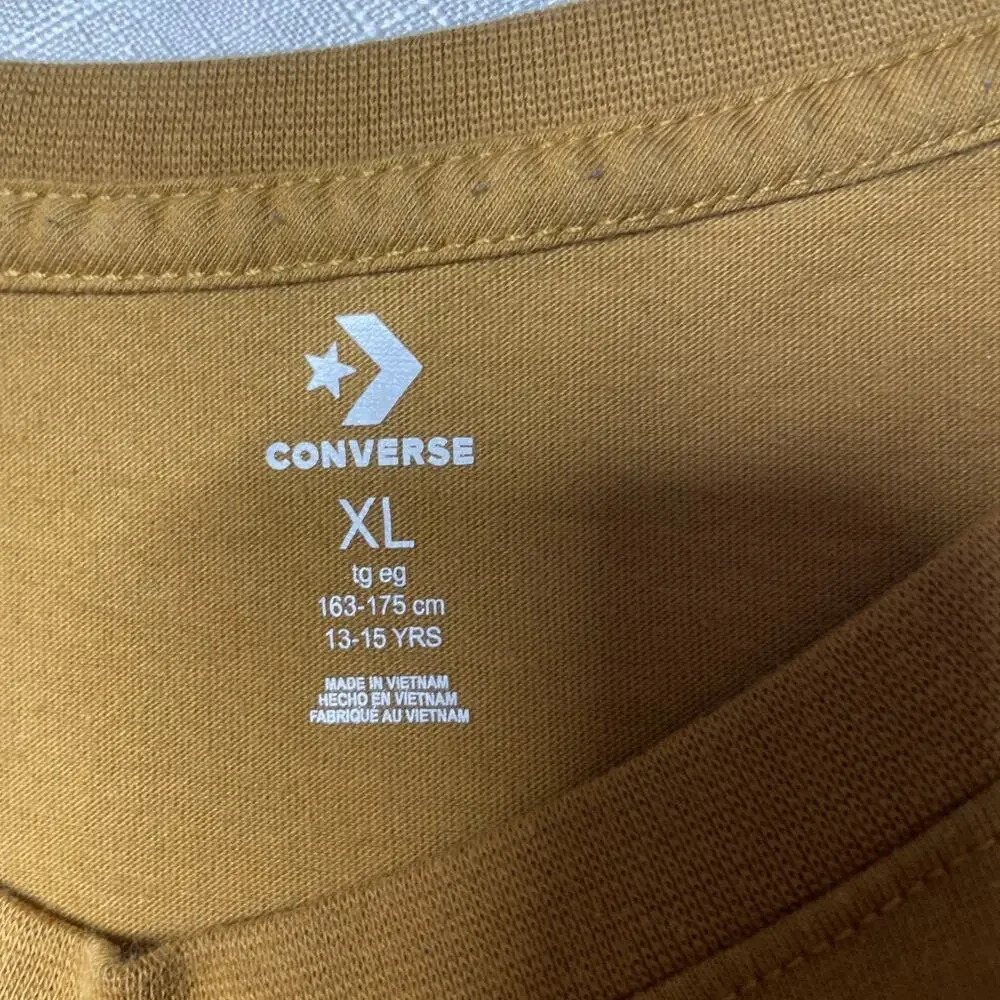 CONVERSE
XL
tg eg
163-175 cm
13-15 YRS
MADE IN VIETNAM
HECHO EN VIETNAM
FABRIQUÉ AU VIETNAM